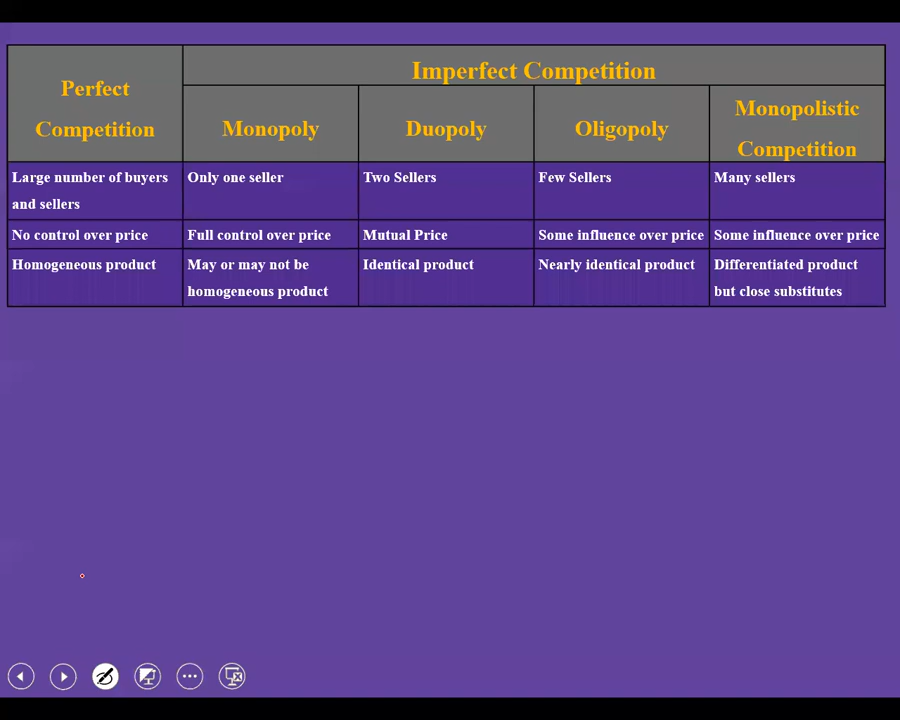 Perfect
Competition
Imperfect Competition
Monopoly
Duopoly
Oligopoly
Monopolistic
Competition
Large number of buyers
and sellers
Only one seller
Two Sellers
Few Sellers
Many sellers
No control over price
Full control over price
Mutual Price
Some influence over price
Some influence over price
Homogeneous product
May or may not be
homogeneous product
Identical product
Nearly identical product
Differentiated product
but close substitutes